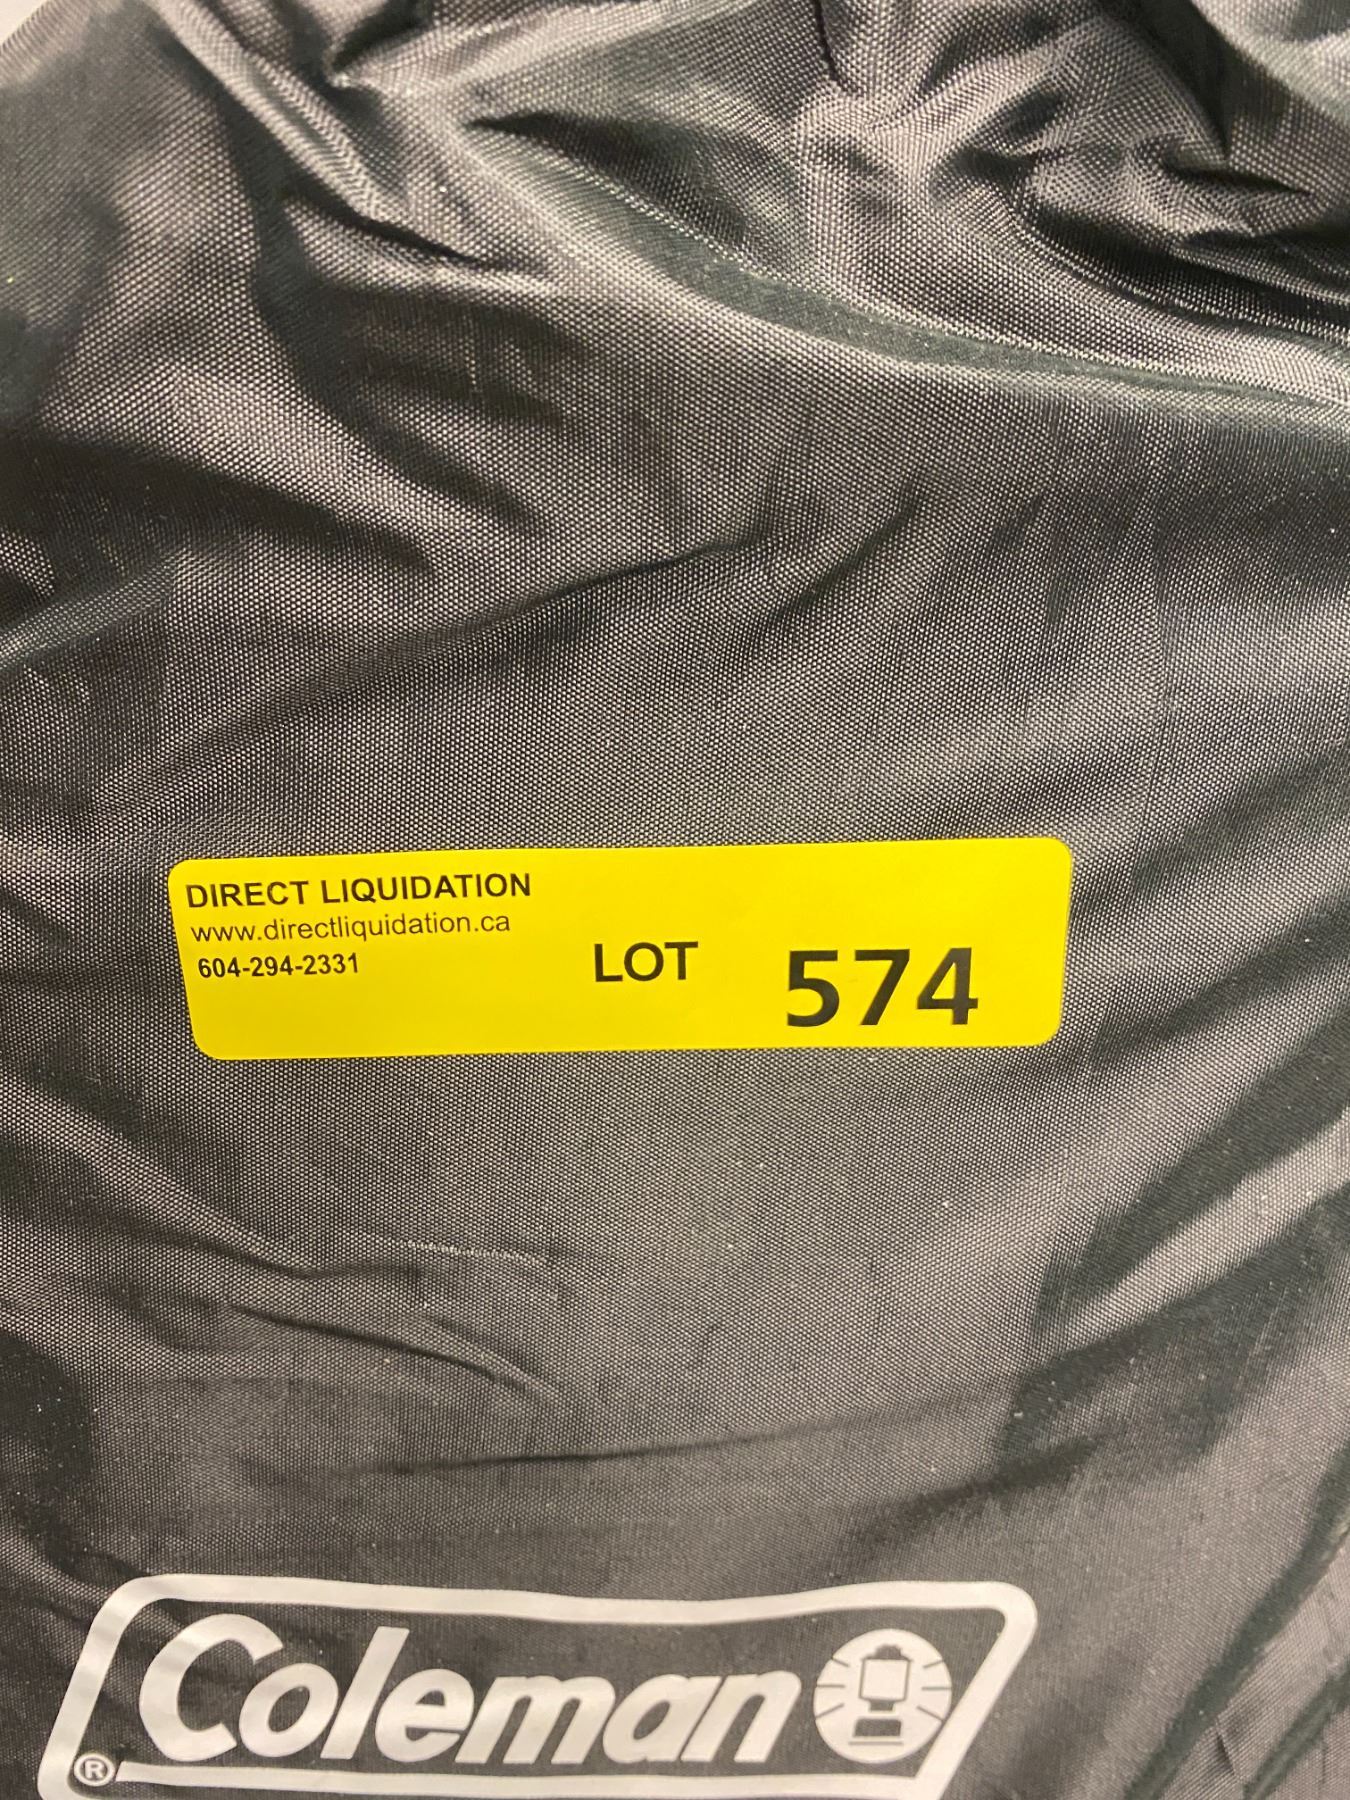 DIRECT LIQUIDATION
www.directliquidation.ca
604-294-2331
LOT 574
Coleman
®